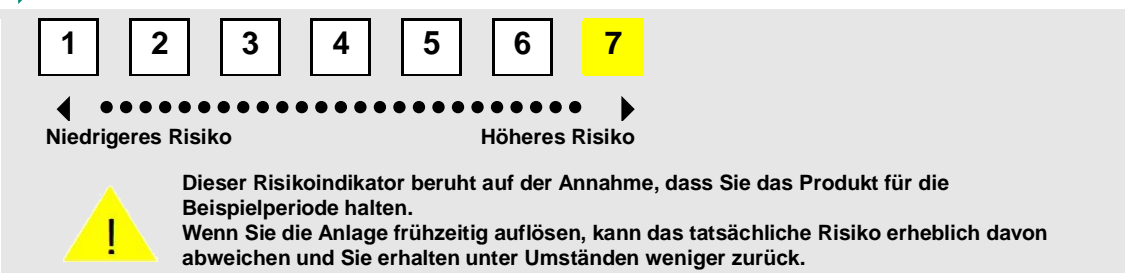 1 2 3 4 5 6 7
Niedrigeres Risiko Höheres Risiko
Dieser Risikoindikator beruht auf der Annahme, dass Sie das Produkt für die
Beispielperiode halten.
! Wenn Sie die Anlage frühzeitig auflösen, kann das tatsächliche Risiko erheblich davon
abweichen und Sie erhalten unter Umständen weniger zurück.